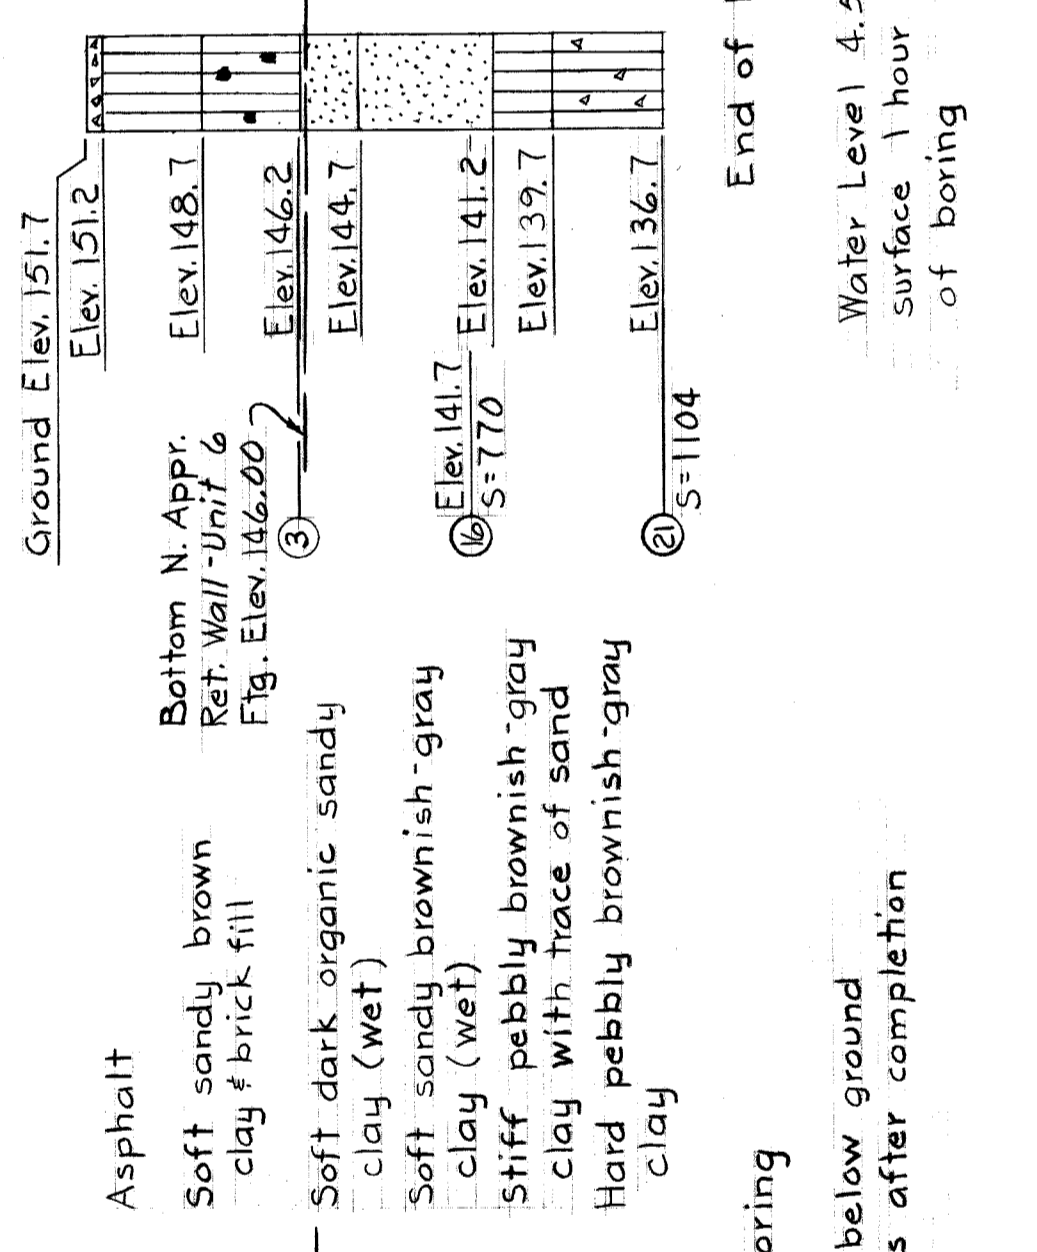 Ground Elev. 151.7
Elev. 151.2
Elev. 148.7
Elev. 146.2
Elev. 144.7
Elev. 141.2
Elev. 139.7
Elev. 136.7
Bottom N. Appr.
Ret. Wall-Unit 6
Ftg. Elev. 146.00
3
Elev. 141.7
16
S=770
21
S=1104
Asphalt
Soft sandy brown
clay & brick fill
Soft dark organic sandy
clay (wet)
Soft sandy brownish-gray
clay (wet)
Stiff pebbly brownish-gray
clay with trace of sand
Hard pebbly brownish-gray
clay
End of
oring
Water Level 4.5
below ground
surface 1 hour
s after completion
of boring